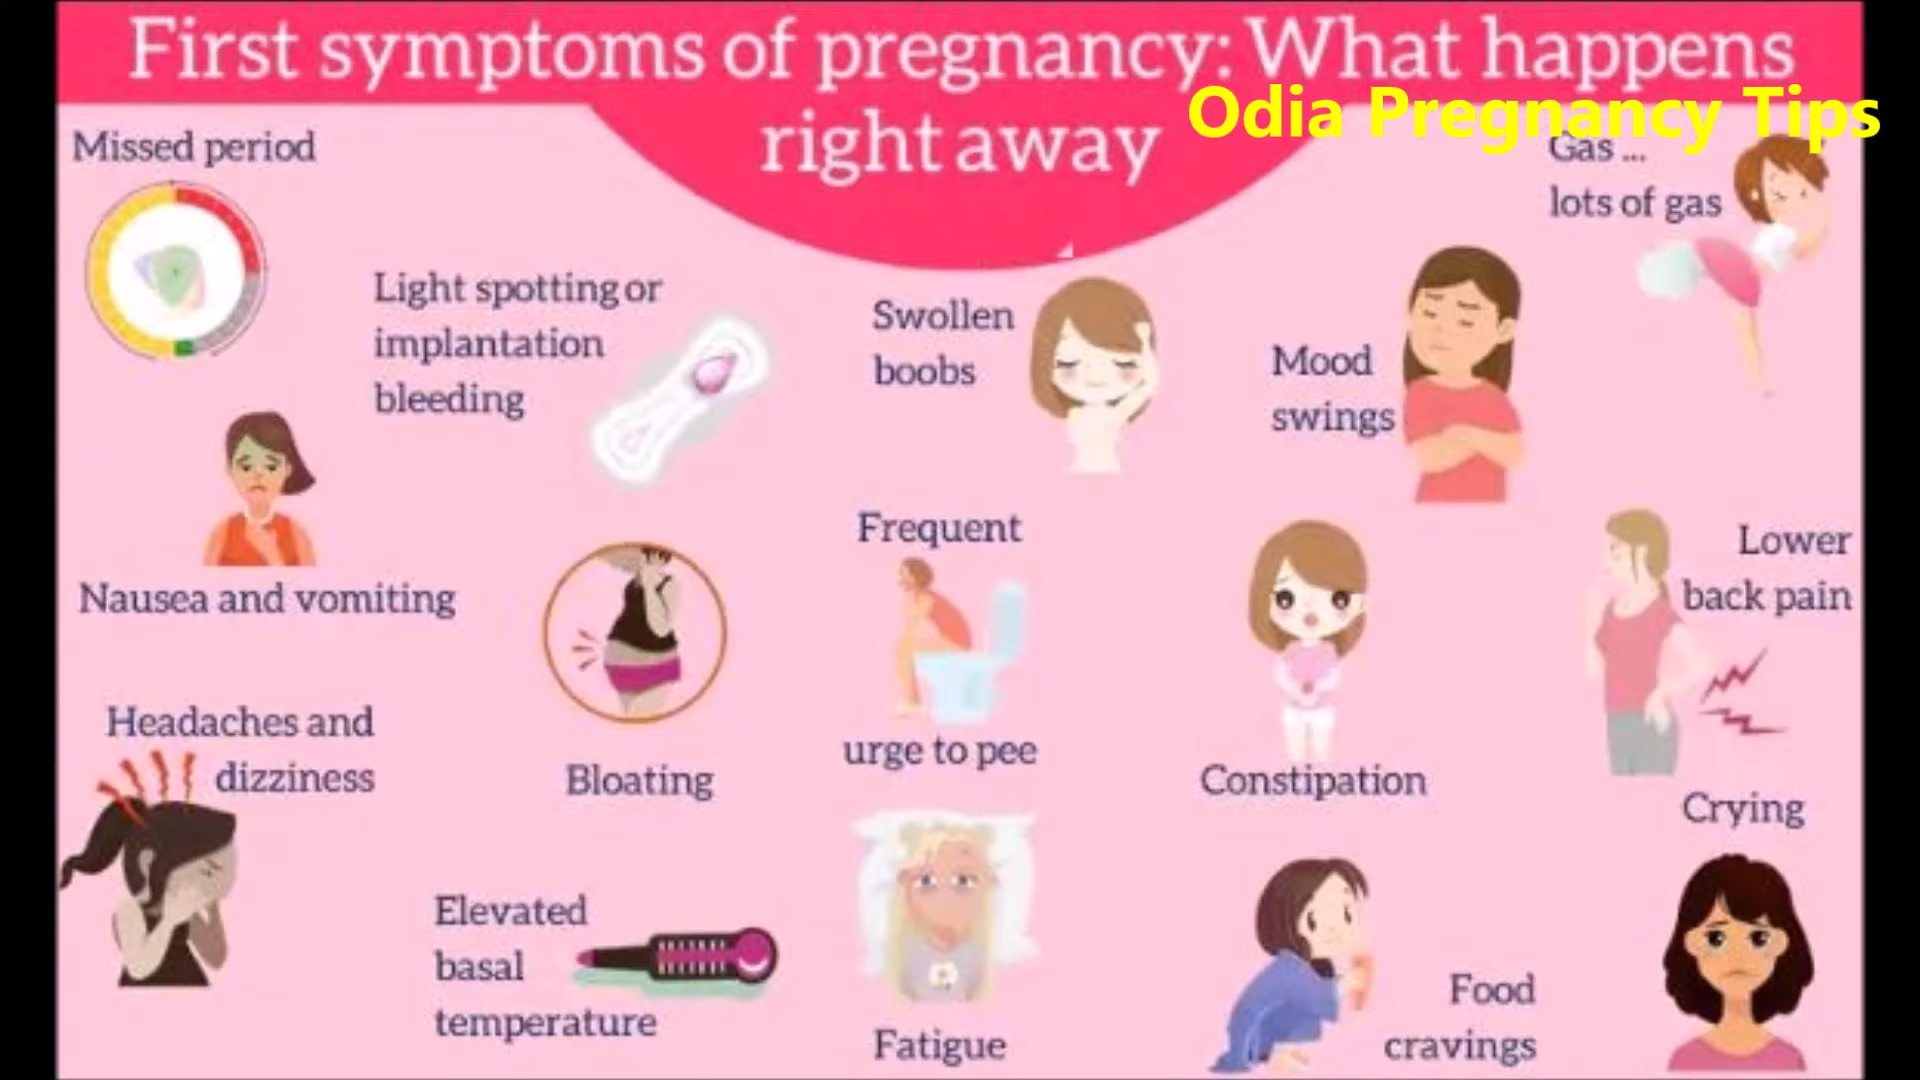 First symptoms of pregnancy: What happens
right away
Odia Pregnancy Tips
Missed period
Gas ...
lots of gas
Light spotting or
implantation
bleeding
Swollen
boobs
Mood
swings
Nausea and vomiting
Frequent
urge to pee
Lower
back pain
Headaches and
dizziness
Bloating
Constipation
Crying
Elevated
basal
temperature
Fatigue
Food
cravings